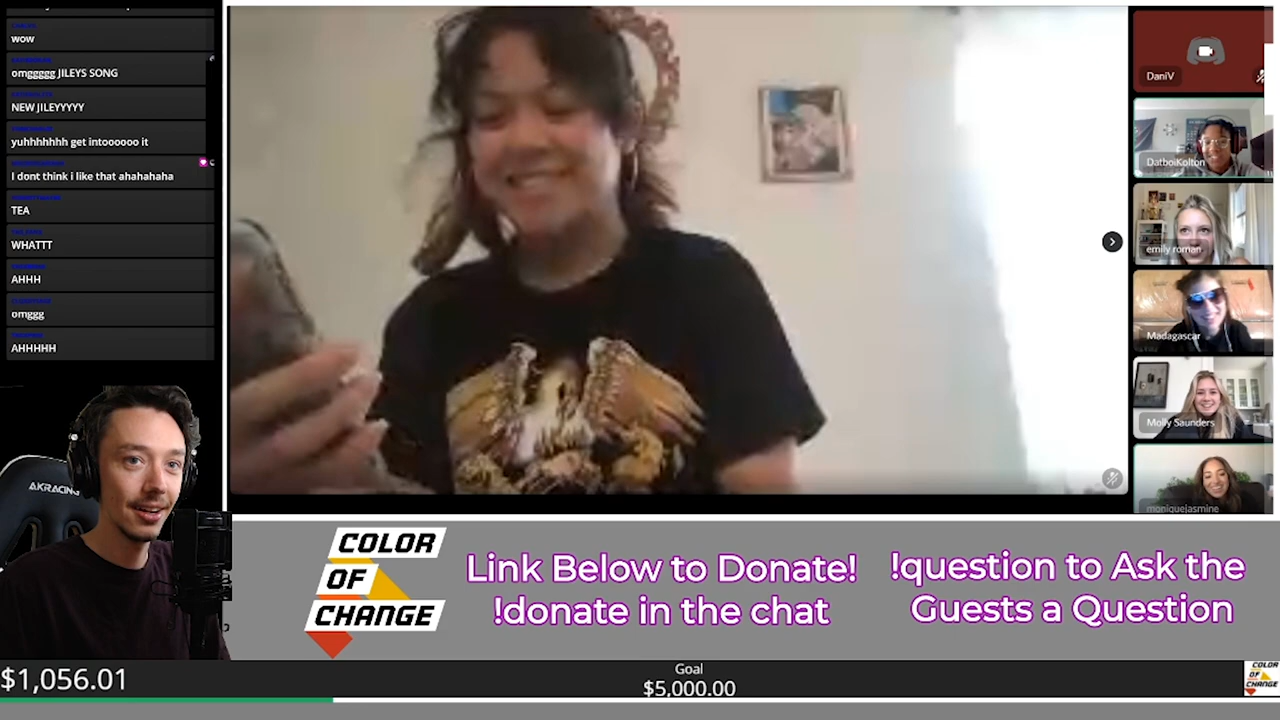 wow
omggggg JILEYS SONG
NEW JILEYYYYY
yuhhhhhhh get intoooooo it
I dont think i like that ahahahaha
TEA
WHATTT
AHHH
omggg
AHHHHH
DaniV
DatboiKolton
emily roman
Madagascar
Molly Saunders
moniquejasmine
AKRACING
COLOR
OF
CHANGE
Link Below to Donate!
!donate in the chat
!question to Ask the
Guests a Question
$1,056.01
Goal
$5,000.00
COLOR
OF
CHANGE